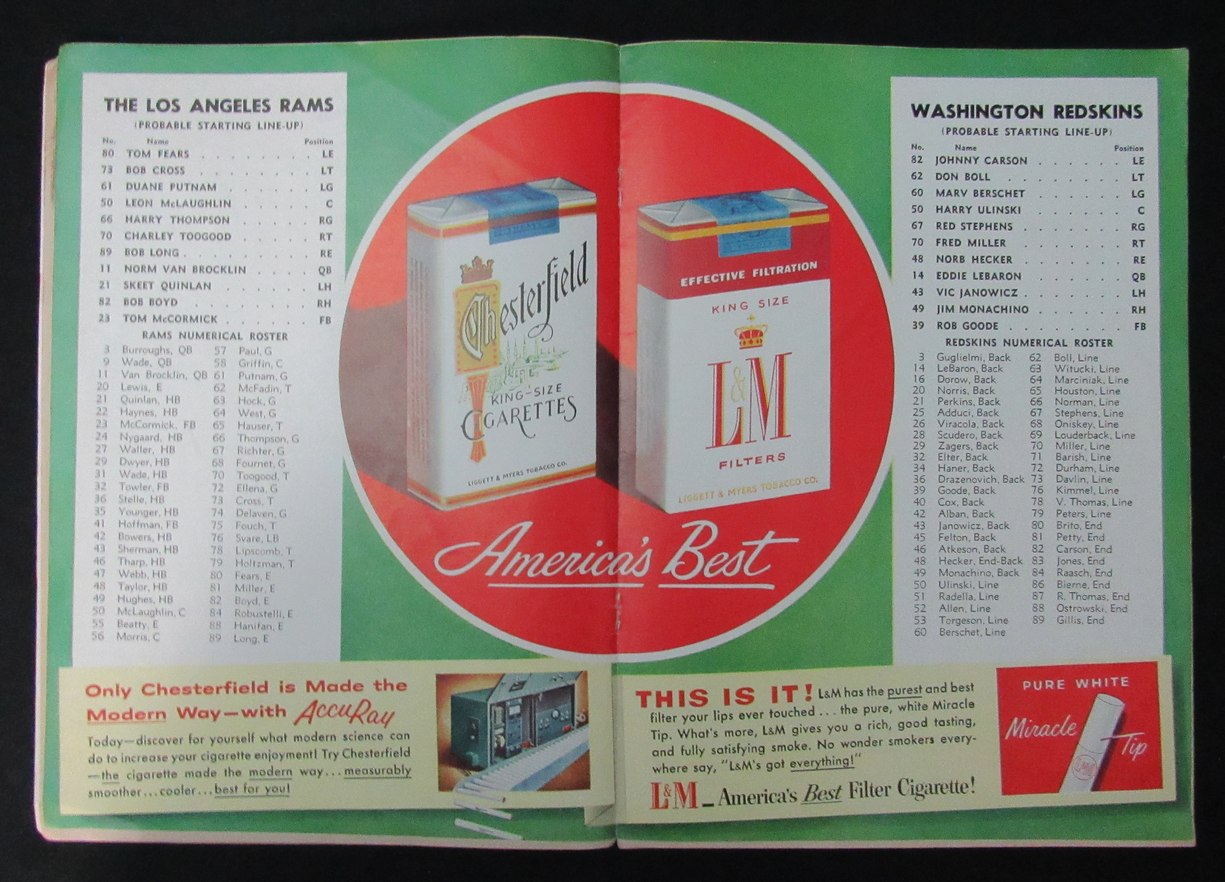 THE LOS ANGELES RAMS
(PROBABLE STARTING LINE-UP)
No. Name Position
80 TOM FEARS . . . . . . . . LE
73 BOB CROSS . . . . . . . . LT
61 DUANE PUTNAM . . . . . . . LG
50 LEON McLAUGHLIN . . . . . . C
66 HARRY THOMPSON . . . . . . RG
70 CHARLEY TOOGOOD . . . . . . RT
89 BOB LONG . . . . . . . . . RE
11 NORM VAN BROCKLIN . . . . . QB
21 SKEET QUINLAN . . . . . . . LH
82 BOB BOYD . . . . . . . . . RH
23 TOM McCORMICK . . . . . . . FB
RAMS NUMERICAL ROSTER
3 Burroughs, QB 57 Paul, G
9 Wade, QB 58 Griffin, C
11 Van Brocklin, QB 61 Putnam, G
20 Lewis, E 62 McFadin, T
21 Quinlan, HB 63 Hock, G
22 Haynes, HB 64 West, G
23 McCormick, FB 65 Hauser, T
24 Nygaard, HB 66 Thompson, G
27 Waller, HB 67 Richter, G
29 Dwyer, HB 68 Fournet, G
31 Wade, HB 70 Toogood, T
32 Towler, FB 72 Ellena, G
36 Stelle, HB 73 Cross, T
35 Younger, HB 74 Delaven, G
41 Hoffman, FB 75 Fouch, T
42 Bowers, HB 76 Svare, LB
43 Sherman, HB 78 Lipscomb, T
46 Tharp, HB 79 Holtzman, T
47 Webb, HB 80 Fears, E
48 Taylor, HB 81 Miller, E
49 Hughes, HB 82 Boyd, E
50 McLaughlin, C 84 Robustelli, E
55 Beatty, E 88 Hanifan, E
56 Morris, C 89 Long, E
Chesterfield
KING-SIZE
CIGARETTES
LIGGETT & MYERS TOBACCO CO.
EFFECTIVE FILTRATION
KING SIZE
L&M
FILTERS
LIGGETT & MYERS TOBACCO CO.
America's Best
WASHINGTON REDSKINS
(PROBABLE STARTING LINE-UP)
No. Name Position
82 JOHNNY CARSON . . . . . . LE
62 DON BOLL . . . . . . . . LT
60 MARV BERSCHET . . . . . . LG
50 HARRY ULINSKI . . . . . . C
67 RED STEPHENS . . . . . . . RG
70 FRED MILLER . . . . . . . RT
48 NORB HECKER . . . . . . . RE
14 EDDIE LEBARON . . . . . . QB
43 VIC JANOWICZ . . . . . . . LH
49 JIM MONACHINO . . . . . . RH
39 ROB GOODE . . . . . . . . FB
REDSKINS NUMERICAL ROSTER
3 Guglielmi, Back 62 Boll, Line
14 LeBaron, Back 63 Witucki, Line
16 Dorow, Back 64 Marciniak, Line
20 Norris, Back 65 Houston, Line
21 Perkins, Back 66 Norman, Line
25 Adduci, Back 67 Stephens, Line
26 Viracola, Back 68 Oniskey, Line
28 Scudero, Back 69 Louderback, Line
29 Zagers, Back 70 Miller, Line
32 Elter, Back 71 Barish, Line
34 Haner, Back 72 Durham, Line
36 Drazenovich, Back 73 Davlin, Line
39 Goode, Back 76 Kimmel, Line
40 Cox, Back 78 V. Thomas, Line
42 Alban, Back 79 Peters, Line
43 Janowicz, Back 80 Brito, End
45 Felton, Back 81 Petty, End
46 Atkeson, Back 82 Carson, End
48 Hecker, End-Back 83 Jones, End
49 Monachino, Back 84 Raasch, End
50 Ulinski, Line 86 Bierne, End
51 Radella, Line 87 R. Thomas, End
52 Allen, Line 88 Ostrowski, End
53 Torgeson, Line 89 Gillis, End
60 Berschet, Line
Only Chesterfield is Made the
Modern Way—with AccuRay
Today—discover for yourself what modern science can
do to increase your cigarette enjoyment! Try Chesterfield
—the cigarette made the modern way...measurably
smoother...cooler...best for you!
THIS IS IT! L&M has the purest and best
filter your lips ever touched...the pure, white Miracle
Tip. What's more, L&M gives you a rich, good tasting,
and fully satisfying smoke. No wonder smokers every-
where say, "L&M's got everything!"
L&M—America's Best Filter Cigarette!
PURE WHITE
Miracle
Tip